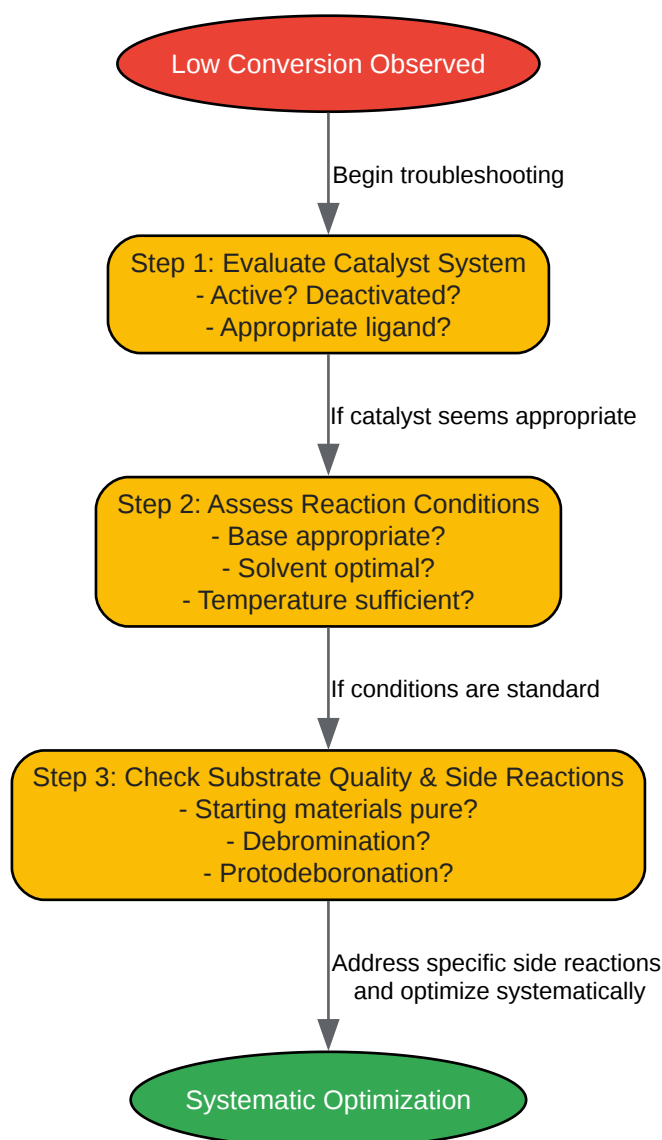 Low Conversion Observed
Begin troubleshooting
Step 1: Evaluate Catalyst System
- Active? Deactivated?
- Appropriate ligand?
If catalyst seems appropriate
Step 2: Assess Reaction Conditions
- Base appropriate?
- Solvent optimal?
- Temperature sufficient?
If conditions are standard
Step 3: Check Substrate Quality & Side Reactions
- Starting materials pure?
- Debromination?
- Protodeboronation?
Address specific side reactions
and optimize systematically
Systematic Optimization